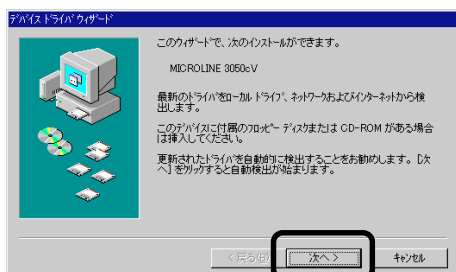 ﾃﾞﾊﾞｲｽ ﾄﾞﾗｲﾊﾞ ｳｨｻﾞｰﾄﾞ
このｳｨｻﾞｰﾄﾞで、次のｲﾝｽﾄｰﾙができます。
MICROLINE 3050cV
最新のﾄﾞﾗｲﾊﾞをﾛｰｶﾙ ﾄﾞﾗｲﾌﾞ、ﾈｯﾄﾜｰｸおよびｲﾝﾀｰﾈｯﾄから検
出します。
このﾃﾞﾊﾞｲｽに付属のﾌﾛｯﾋﾟｰ ﾃﾞｨｽｸまたは CD-ROM がある場合
は挿入してください。
更新されたﾄﾞﾗｲﾊﾞを自動的に検出することをお勧めします。[次
へ] をｸﾘｯｸすると自動検出が始まります。
< 戻る(B)
次へ >
ｷｬﾝｾﾙ